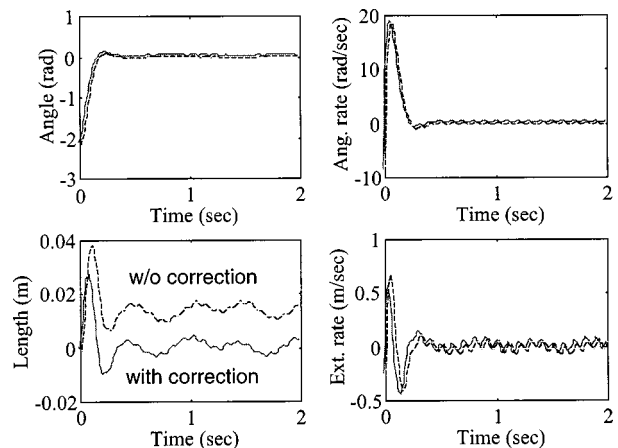 1
0
-1
-2
-3
Angle (rad)
0
1
2
Time (sec)
20
10
0
-10
Ang. rate (rad/sec)
0
1
2
Time (sec)
0.04
0.02
0
-0.02
Length (m)
w/o correction
with correction
0
1
2
Time (sec)
1
0.5
0
-0.5
Ext. rate (m/sec)
0
1
2
Time (sec)